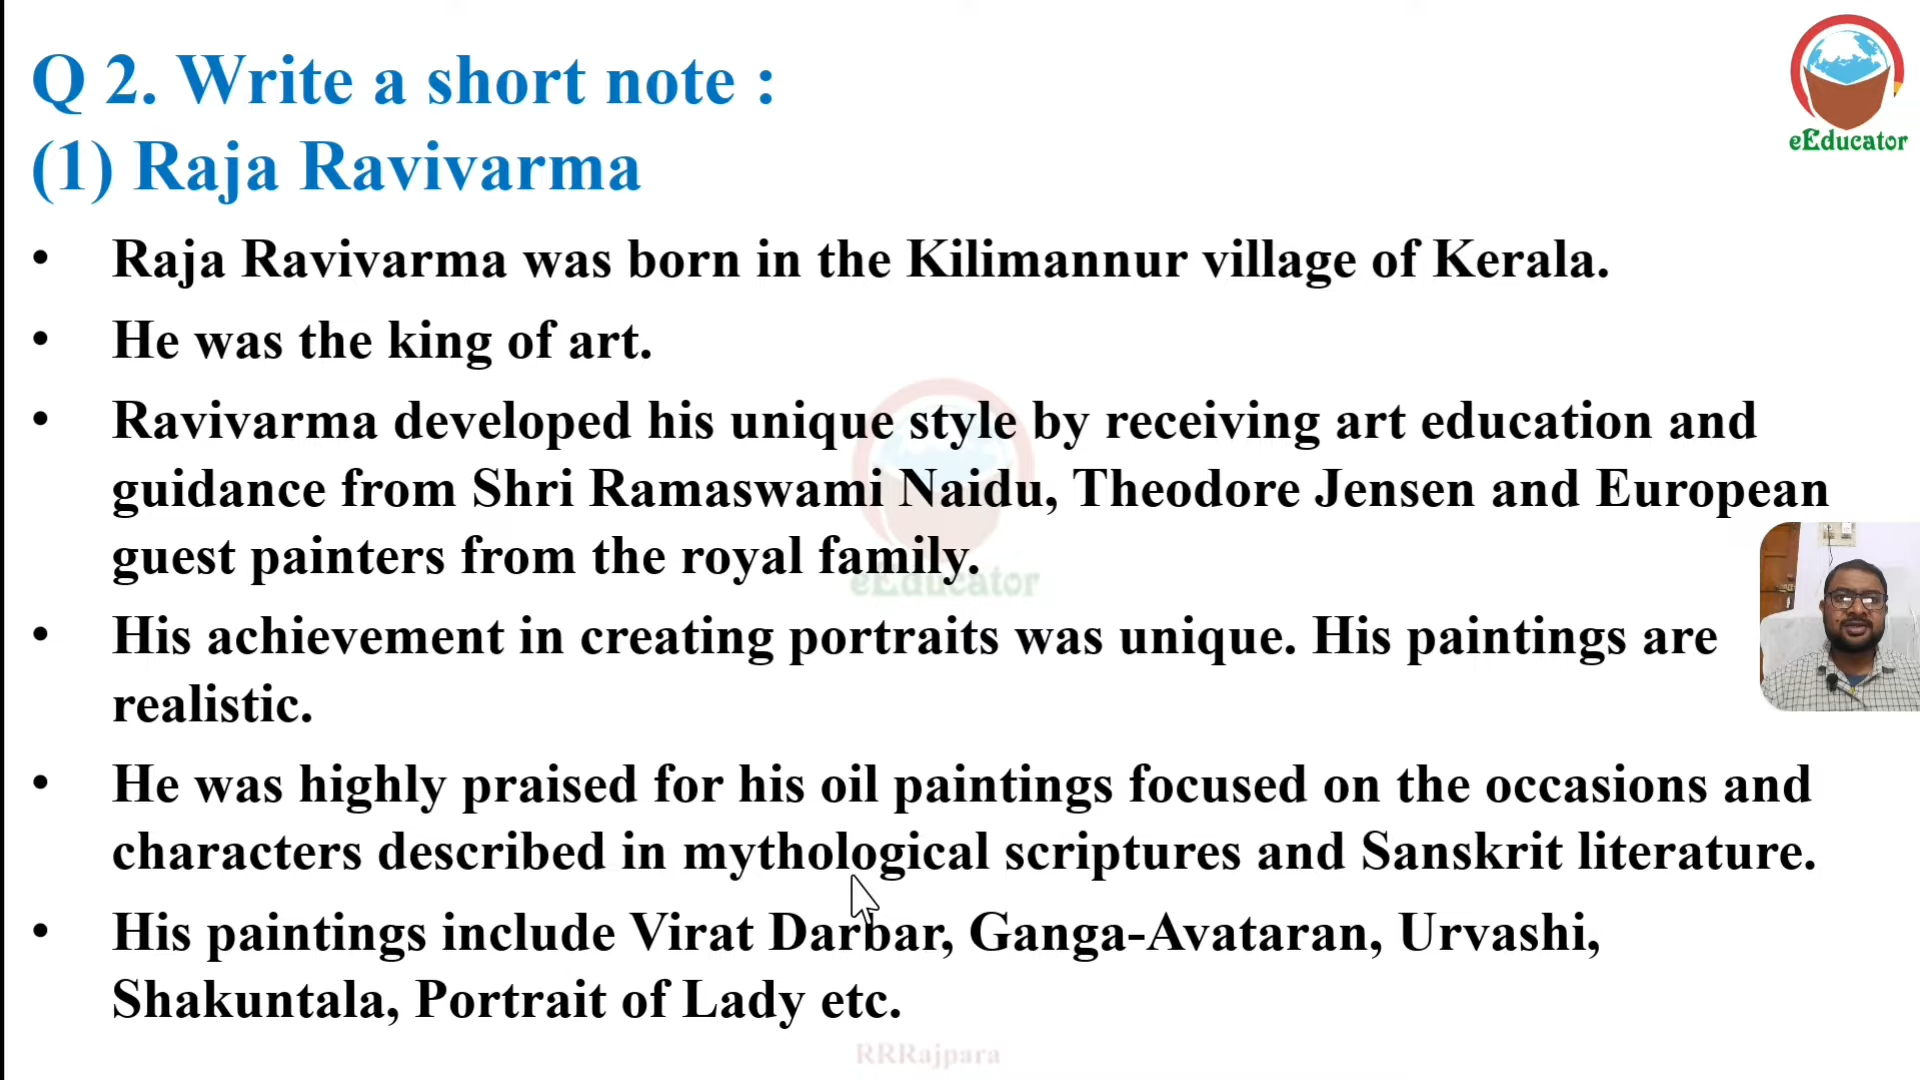 Q 2. Write a short note :
(1) Raja Ravivarma
eEducator
• Raja Ravivarma was born in the Kilimannur village of Kerala.
• He was the king of art.
• Ravivarma developed his unique style by receiving art education and
guidance from Shri Ramaswami Naidu, Theodore Jensen and European
guest painters from the royal family.
eEducator
• His achievement in creating portraits was unique. His paintings are
realistic.
• He was highly praised for his oil paintings focused on the occasions and
characters described in mythological scriptures and Sanskrit literature.
• His paintings include Virat Darbar, Ganga-Avataran, Urvashi,
Shakuntala, Portrait of Lady etc.
RRRajpara